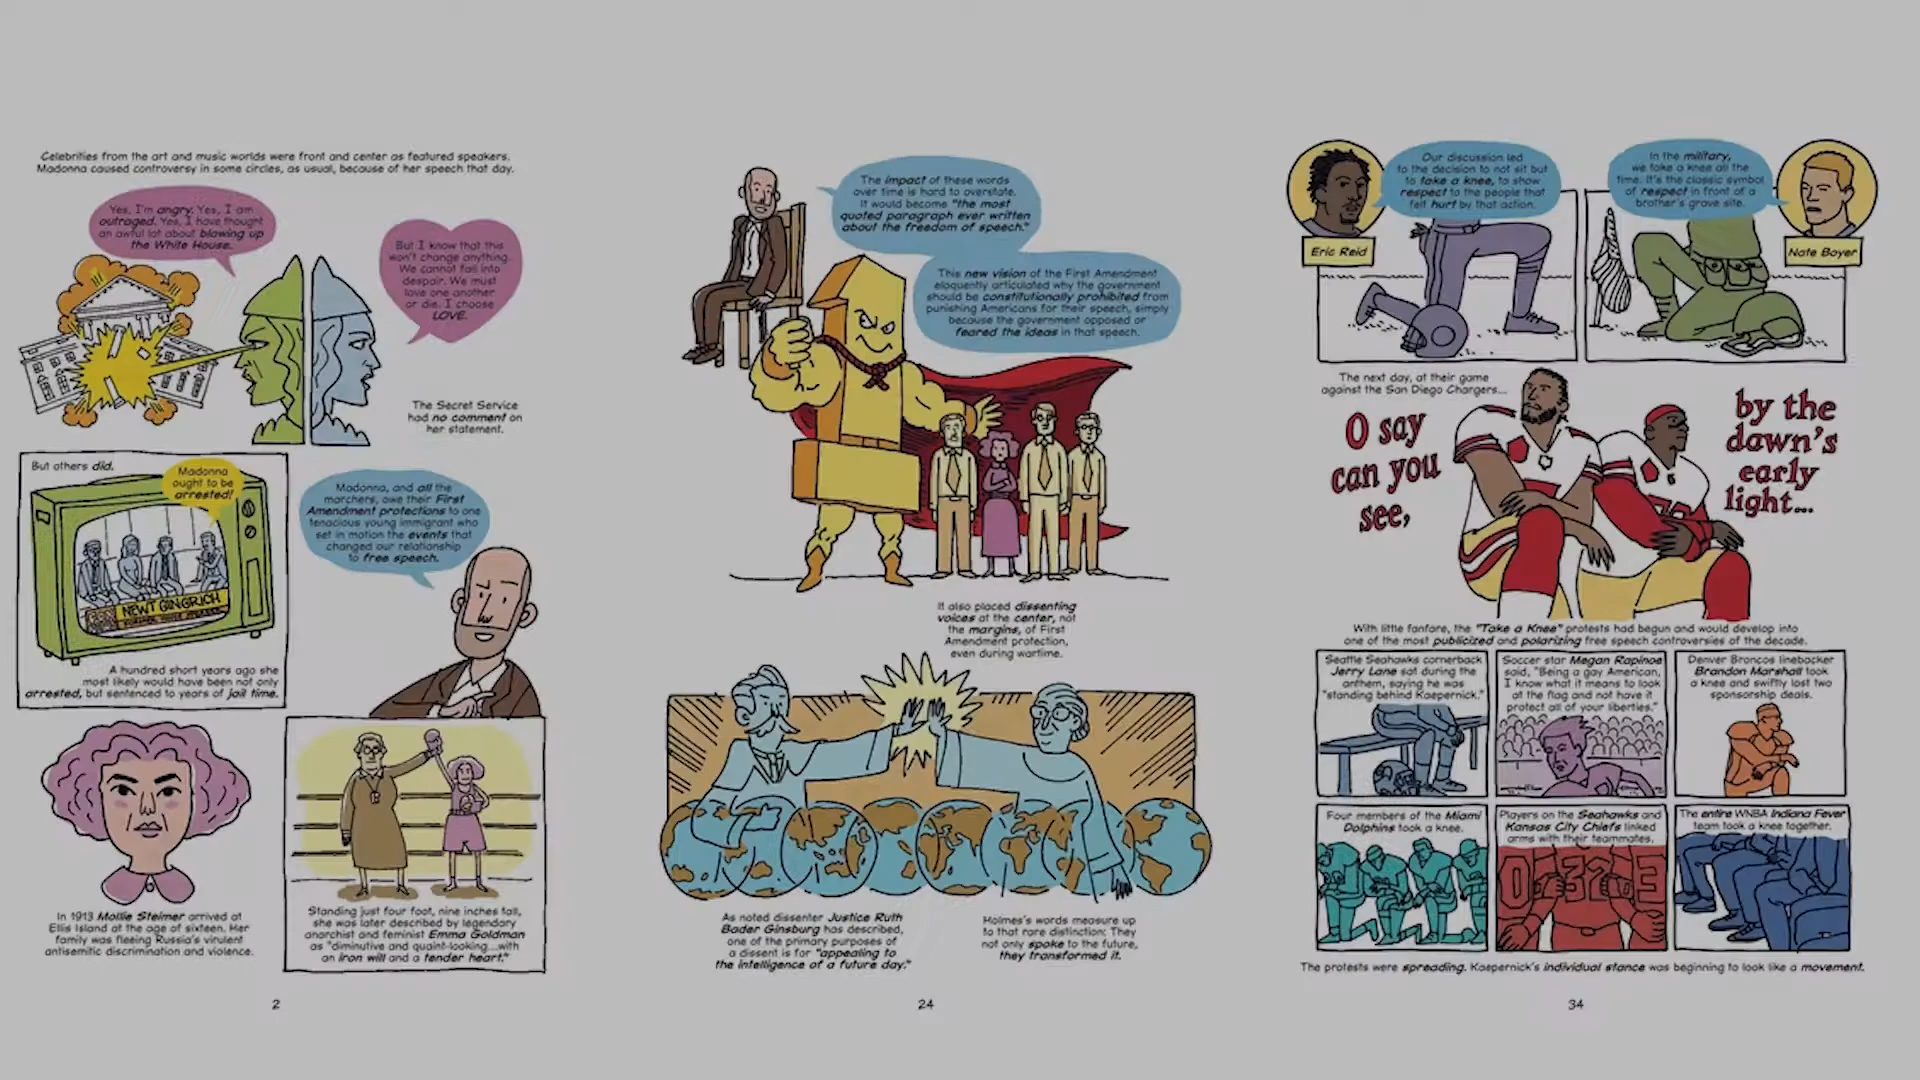 Celebrities from the art and music worlds were front and center as featured speakers.
Madonna caused controversy in some circles, as usual, because of her speech that day.
Yes, I'm angry. Yes, I am
outraged. Yes, I have thought
an awful lot about blowing up
the White House.
But I know that this
won't change anything.
We cannot fall into
despair. We must
love one another
or die. I choose
LOVE.
The Secret Service
had no comment on
her statement.
But others did.
Madonna
ought to be
arrested!
NEWT GINGRICH
FORMER HOUSE SPEAKER
A hundred short years ago she
most likely would have been not only
arrested, but sentenced to years of jail time.
Madonna, and all the
marchers, owe their First
Amendment protections to one
tenacious young immigrant who
set in motion the events that
changed our relationship
to free speech.
In 1913 Mollie Steimer arrived at
Ellis Island at the age of sixteen. Her
family was fleeing Russia's virulent
antisemitic discrimination and violence.
Standing just four foot, nine inches tall,
she was later described by legendary
anarchist and feminist Emma Goldman
as "diminutive and quaint-looking...with
an iron will and a tender heart."
2
The impact of these words
over time is hard to overstate.
It would become "the most
quoted paragraph ever written
about the freedom of speech."
This new vision of the First Amendment
eloquently articulated why the government
should be constitutionally prohibited from
punishing Americans for their speech, simply
because the government opposed or
feared the ideas in that speech.
It also placed dissenting
voices at the center, not
the margins, of First
Amendment protection,
even during wartime.
As noted dissenter Justice Ruth
Bader Ginsburg has described,
one of the primary purposes of
a dissent is for "appealing to
the intelligence of a future day."
Holmes's words measure up
to that rare distinction: They
not only spoke to the future,
they transformed it.
24
Our discussion led
to the decision to not sit but
to take a knee, to show
respect to the people that
felt hurt by that action.
Eric Reid
In the military,
we take a knee all the
time. It's the classic symbol
of respect in front of a
brother's grave site.
Nate Boyer
The next day, at their game
against the San Diego Chargers...
O say
can you
see,
by the
dawn's
early
light...
With little fanfare, the "Take a Knee" protests had begun and would develop into
one of the most publicized and polarizing free speech controversies of the decade.
Seattle Seahawks cornerback
Jerry Lane sat during the
anthem, saying he was
"standing behind Kaepernick."
Soccer star Megan Rapinoe
said, "Being a gay American,
I know what it means to look
at the flag and not have it
protect all of your liberties."
Denver Broncos linebacker
Brandon Marshall took
a knee and swiftly lost two
sponsorship deals.
Four members of the Miami
Dolphins took a knee.
Players on the Seahawks and
Kansas City Chiefs linked
arms with their teammates.
The entire WNBA Indiana Fever
team took a knee together.
The protests were spreading. Kaepernick's individual stance was beginning to look like a movement.
34